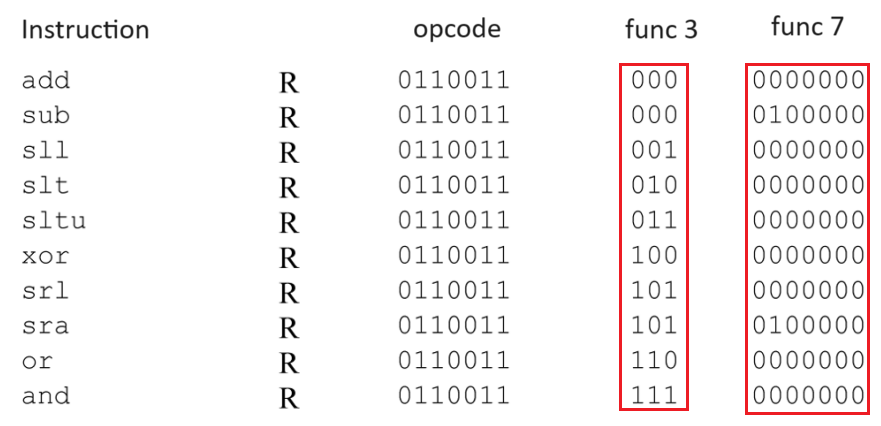 Instruction opcode func 3 func 7
add R 0110011 000 0000000
sub R 0110011 000 0100000
sll R 0110011 001 0000000
slt R 0110011 010 0000000
sltu R 0110011 011 0000000
xor R 0110011 100 0000000
srl R 0110011 101 0000000
sra R 0110011 101 0100000
or R 0110011 110 0000000
and R 0110011 111 0000000